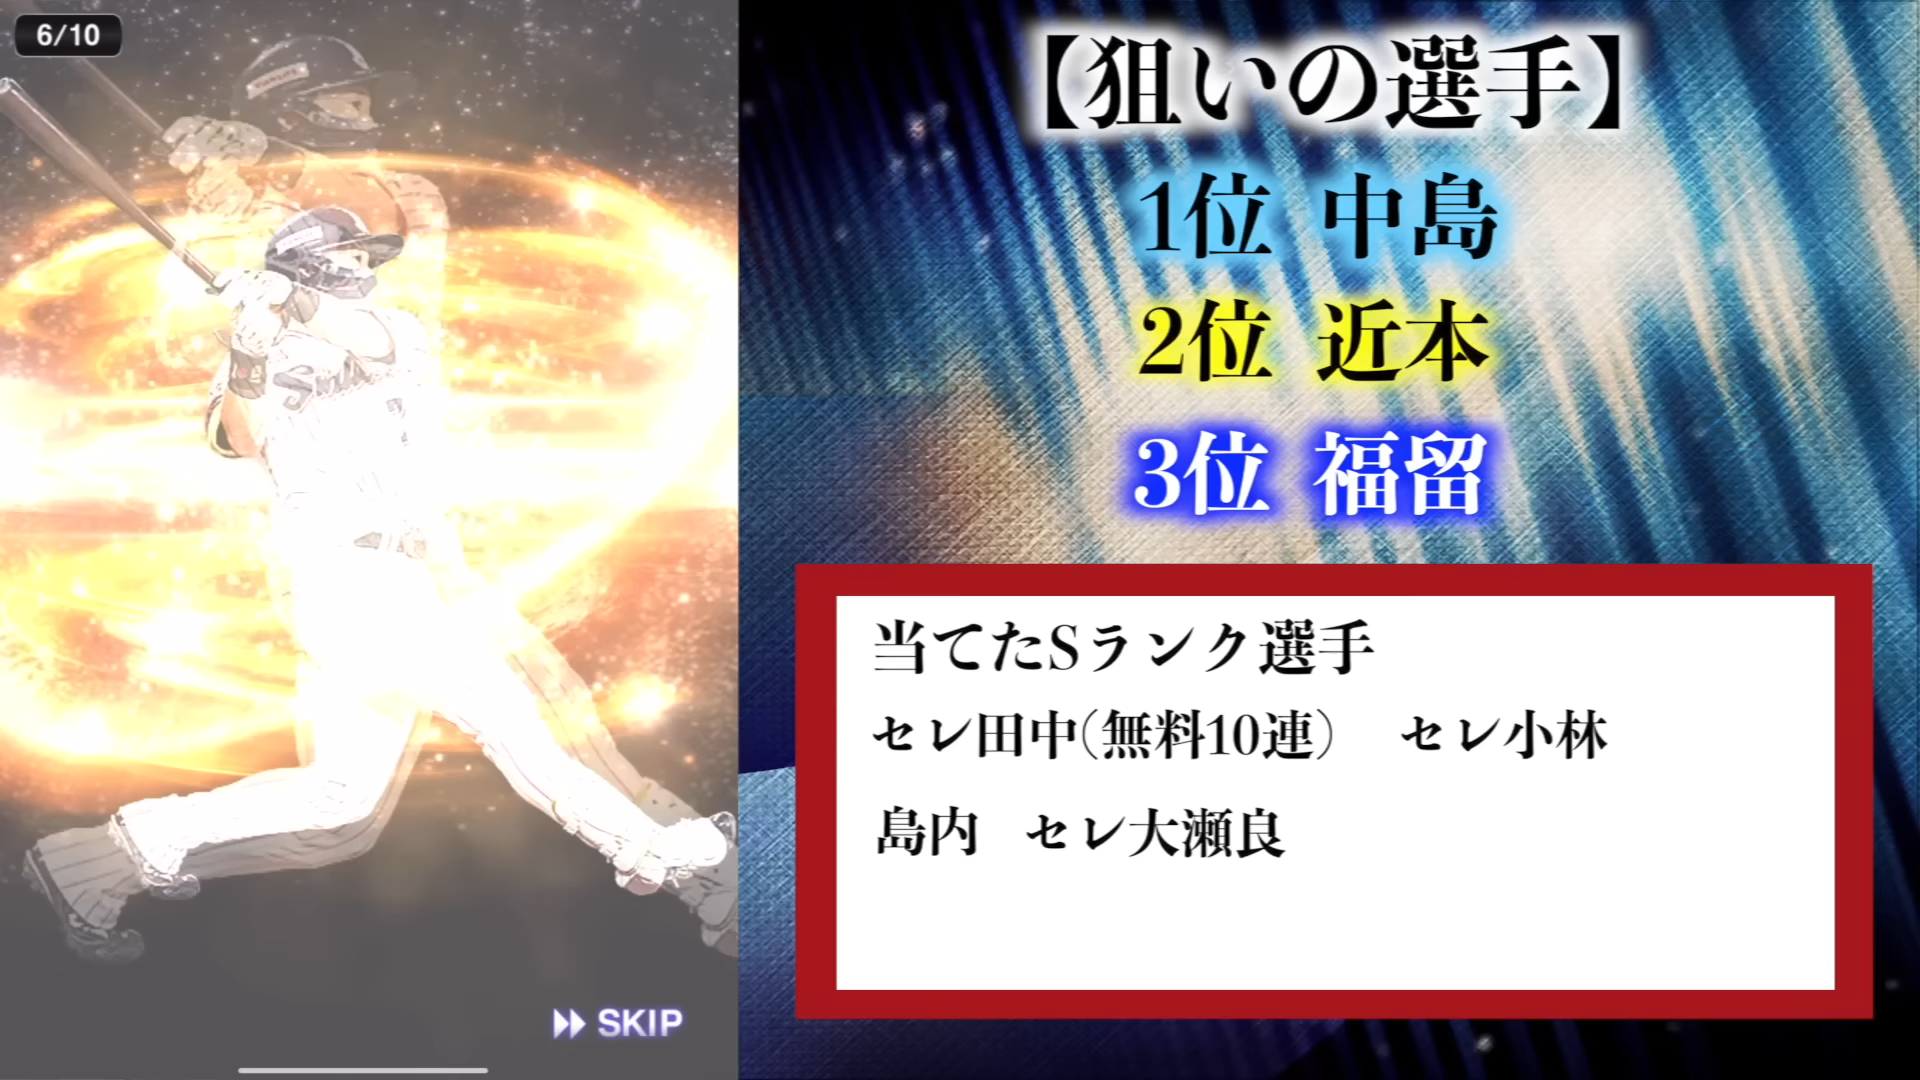 6/10
【狙いの選手】
1位 中島
2位 近本
3位 福留
当てたSランク選手
セレ田中(無料10連) セレ小林
島内 セレ大瀬良
SKIP